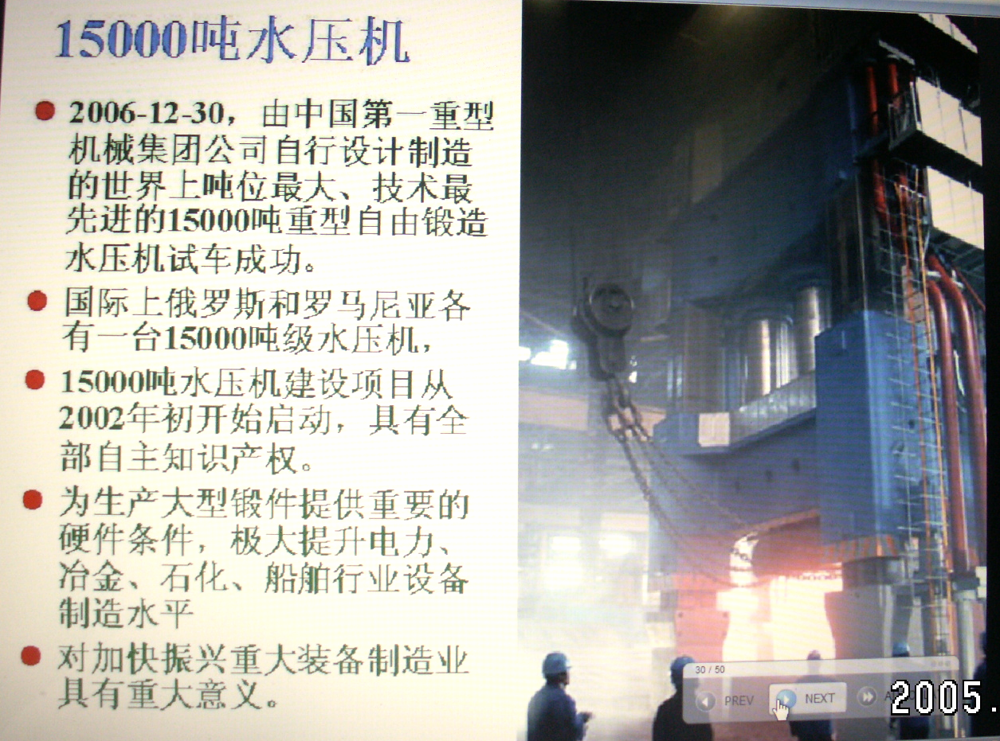 15000吨水压机
2006-12-30，由中国第一重型
机械集团公司自行设计制造
的世界上吨位最大、技术最
先进的15000吨重型自由锻造
水压机试车成功。
国际上俄罗斯和罗马尼亚各
有一台15000吨级水压机，
15000吨水压机建设项目从
2002年初开始启动，具有全
部自主知识产权。
为生产大型锻件提供重要的
硬件条件，极大提升电力、
冶金、石化、船舶行业设备
制造水平
对加快振兴重大装备制造业
具有重大意义。
30 / 50
PREV
NEXT
2005.